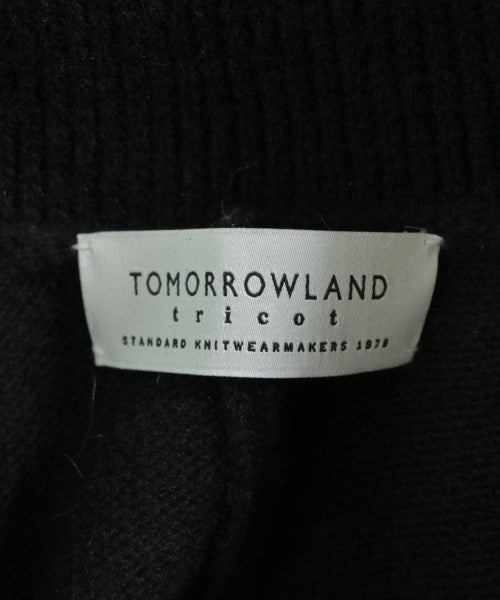 TOMORROWLAND
tricot
STANDARD KNITWEARMAKERS 1978